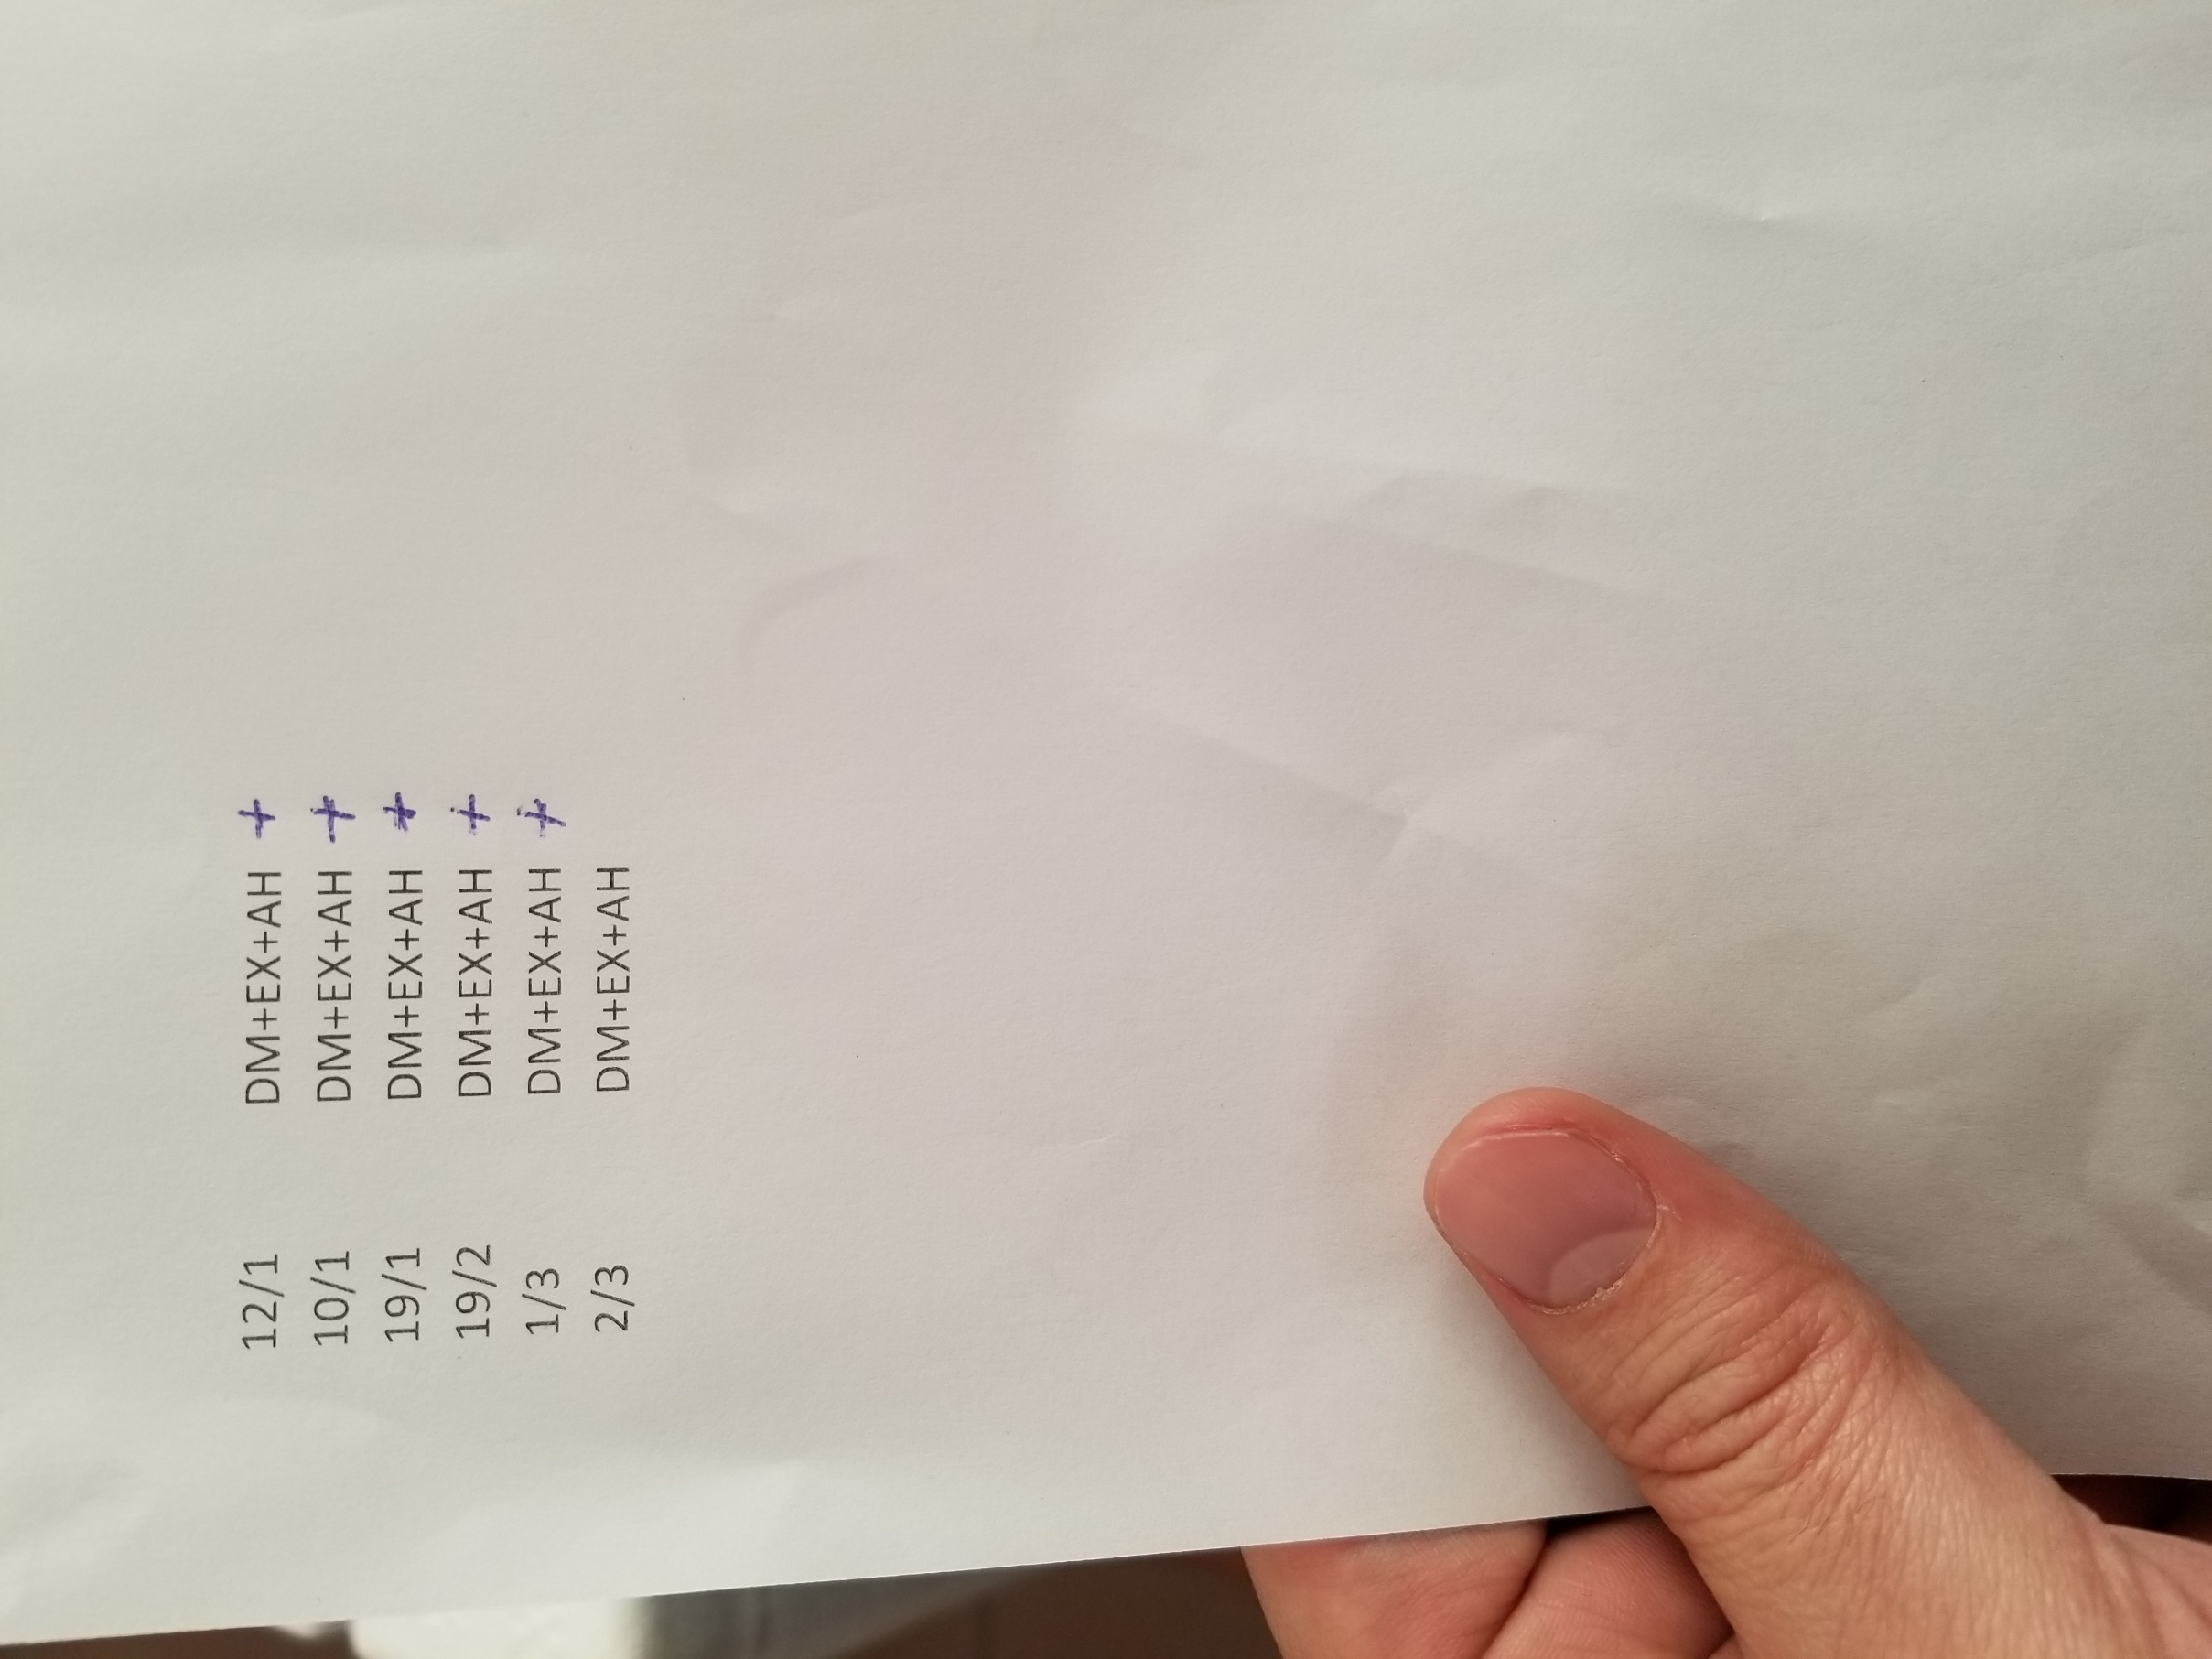 12/1 DM+EX+AH +
10/1 DM+EX+AH +
19/1 DM+EX+AH +
19/2 DM+EX+AH +
1/3 DM+EX+AH +
2/3 DM+EX+AH